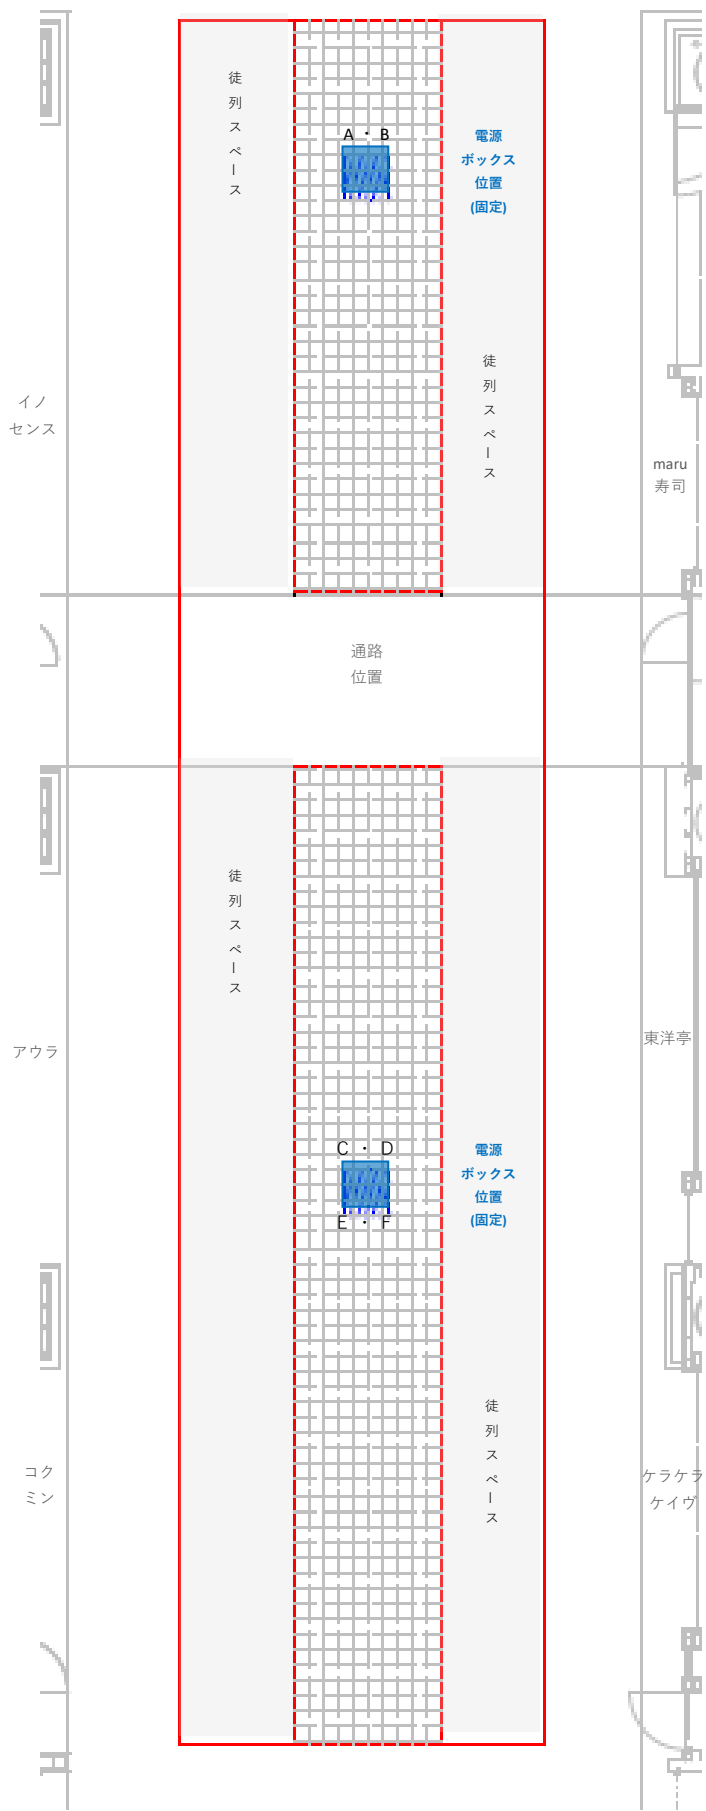 徒列スペース
A ・ B
電源
ボックス
位置
(固定)
徒列スペース
イノ
センス
maru
寿司
通路
位置
徒列スペース
アウラ
東洋亭
C ・ D
電源
ボックス
位置
(固定)
E ・ F
徒列スペース
コク
ミン
ケラケラ
ケイヴ